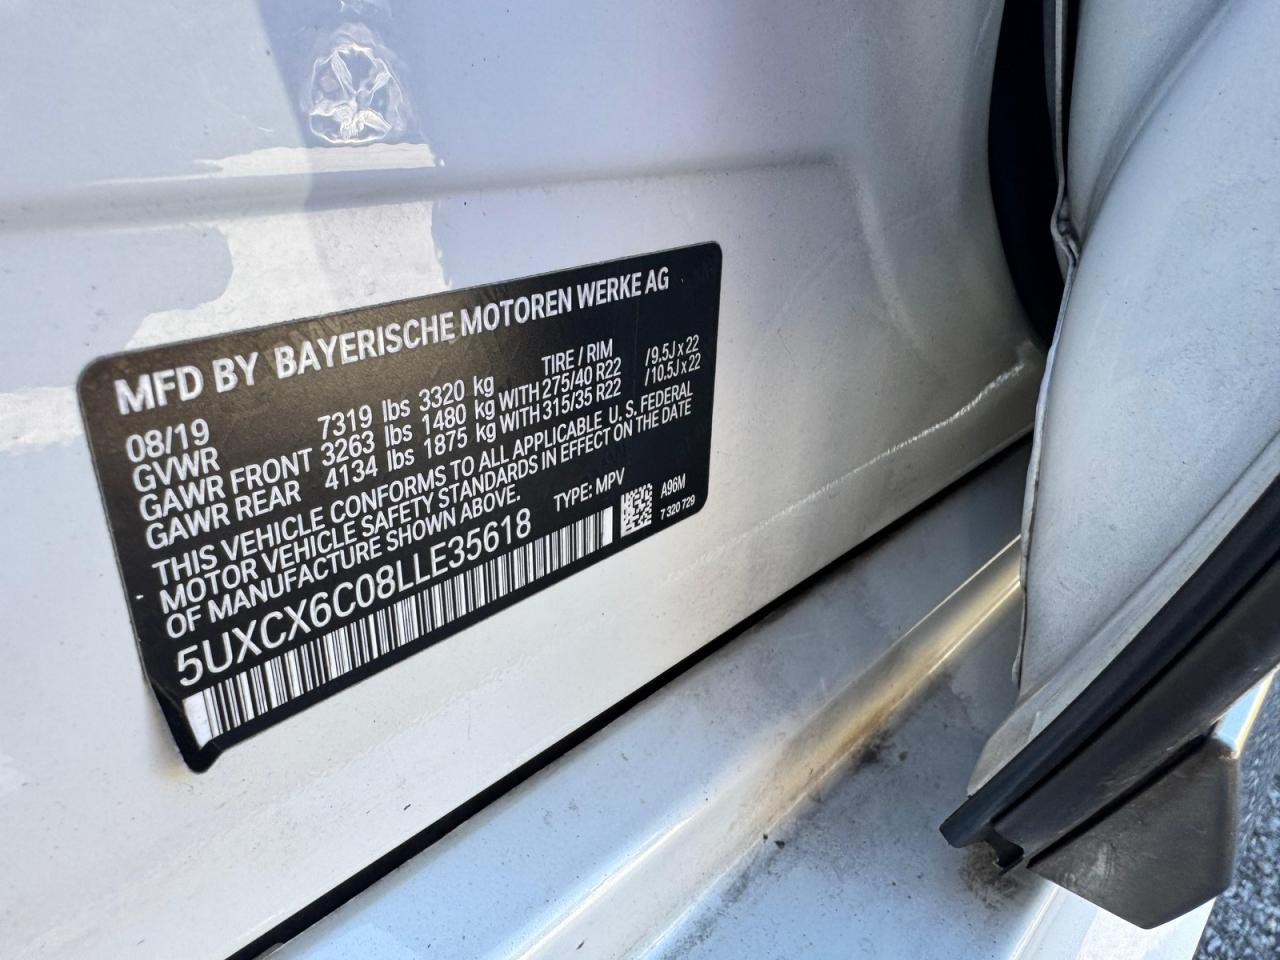 MFD BY BAYERISCHE MOTOREN WERKE AG
08/19 TIRE / RIM
GVWR 7319 lbs 3320 kg
GAWR FRONT 3263 lbs 1480 kg WITH 275/40 R22 /9.5J x 22
GAWR REAR 4134 lbs 1875 kg WITH 315/35 R22 /10.5J x 22
THIS VEHICLE CONFORMS TO ALL APPLICABLE U. S. FEDERAL
MOTOR VEHICLE SAFETY STANDARDS IN EFFECT ON THE DATE
OF MANUFACTURE SHOWN ABOVE.
TYPE: MPV
A96M
5UXCX6C08LLE35618
7 320 729